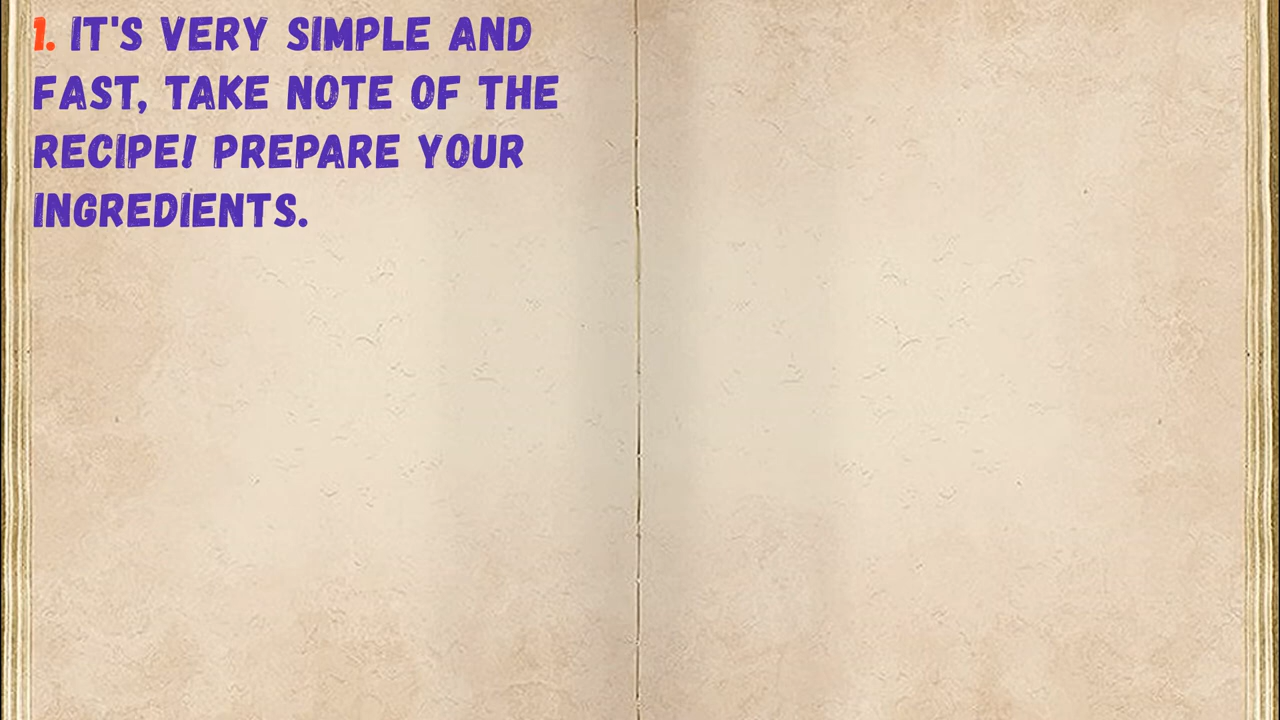 1. IT'S VERY SIMPLE AND
FAST, TAKE NOTE OF THE
RECIPE! PREPARE YOUR
INGREDIENTS.